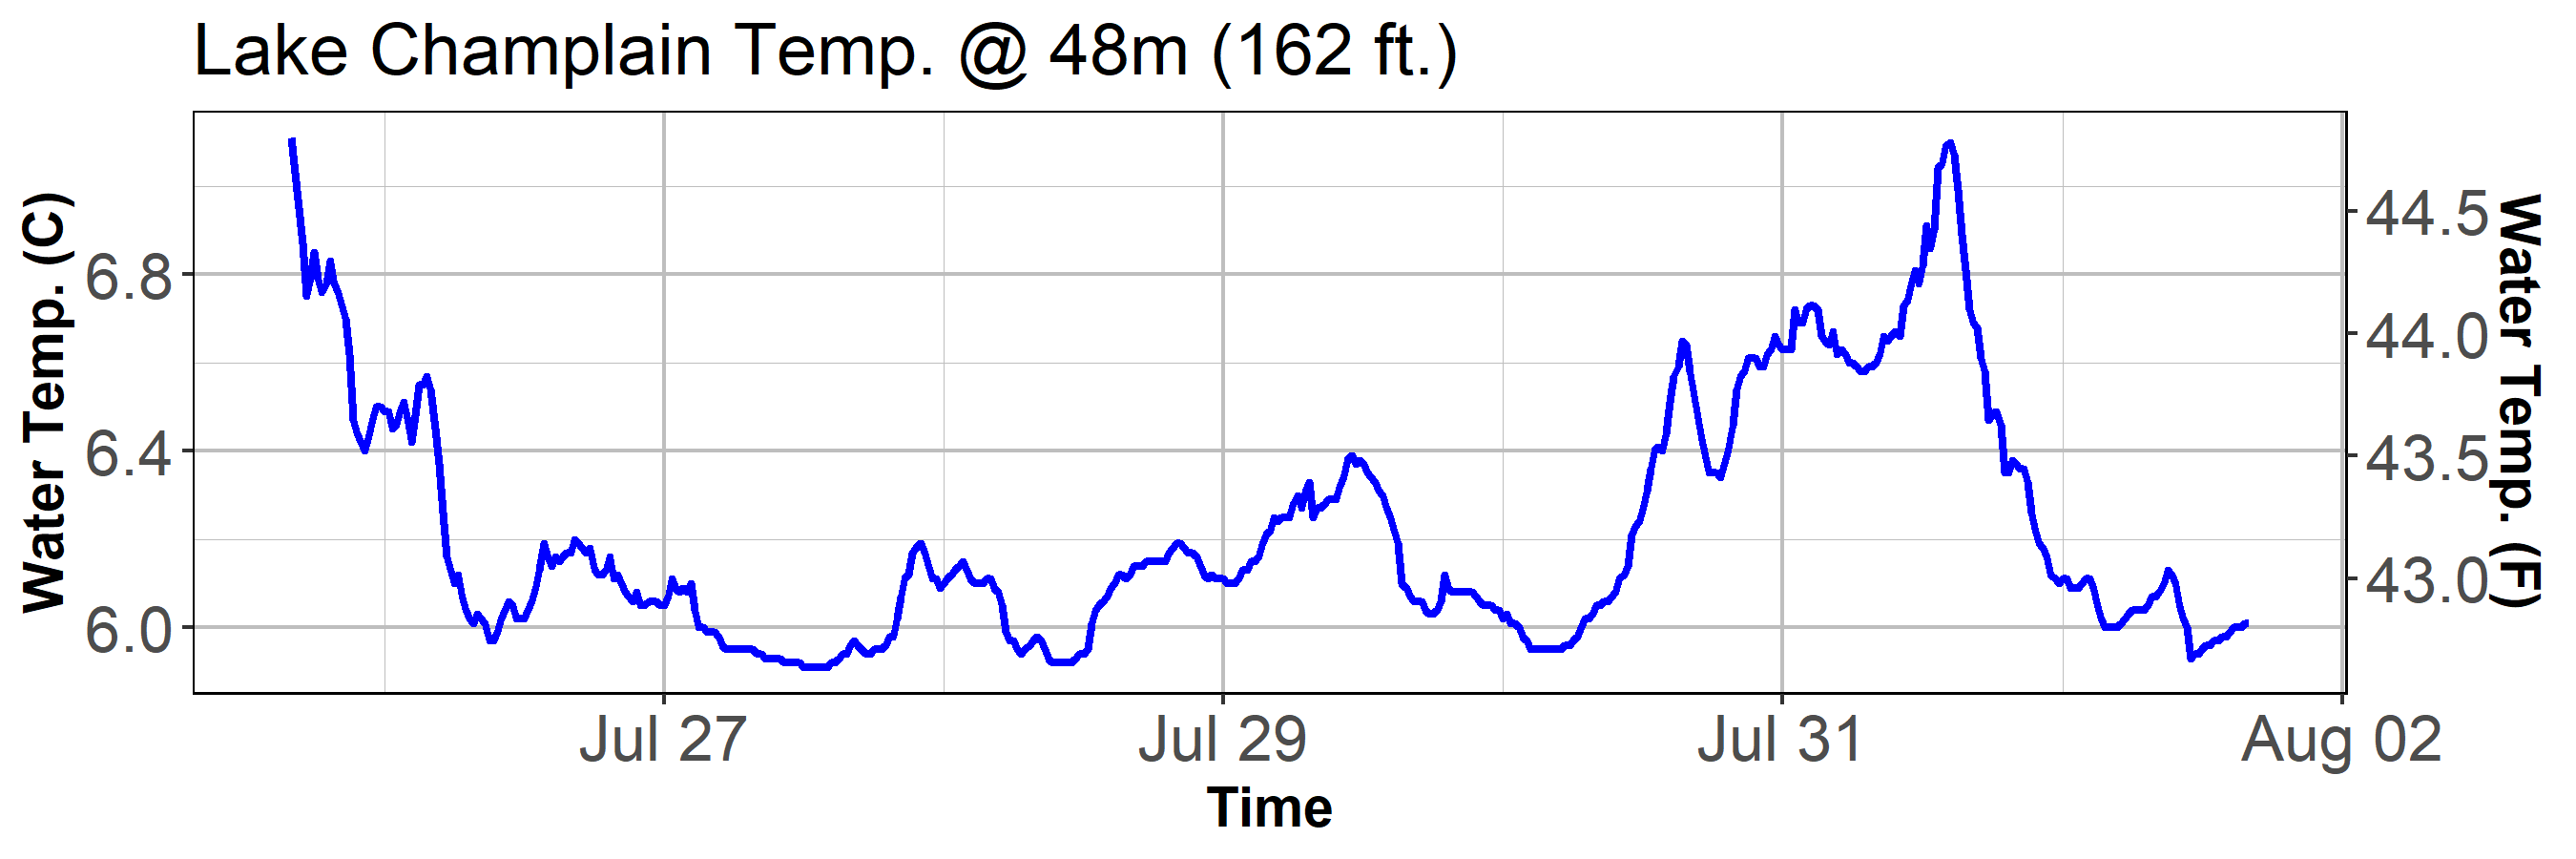 Lake Champlain Temp. @ 48m (162 ft.)
Water Temp. (C)
6.8
6.4
6.0
44.5
44.0
43.5
43.0
Water Temp. (F)
Jul 27 Jul 29 Jul 31 Aug 02
Time